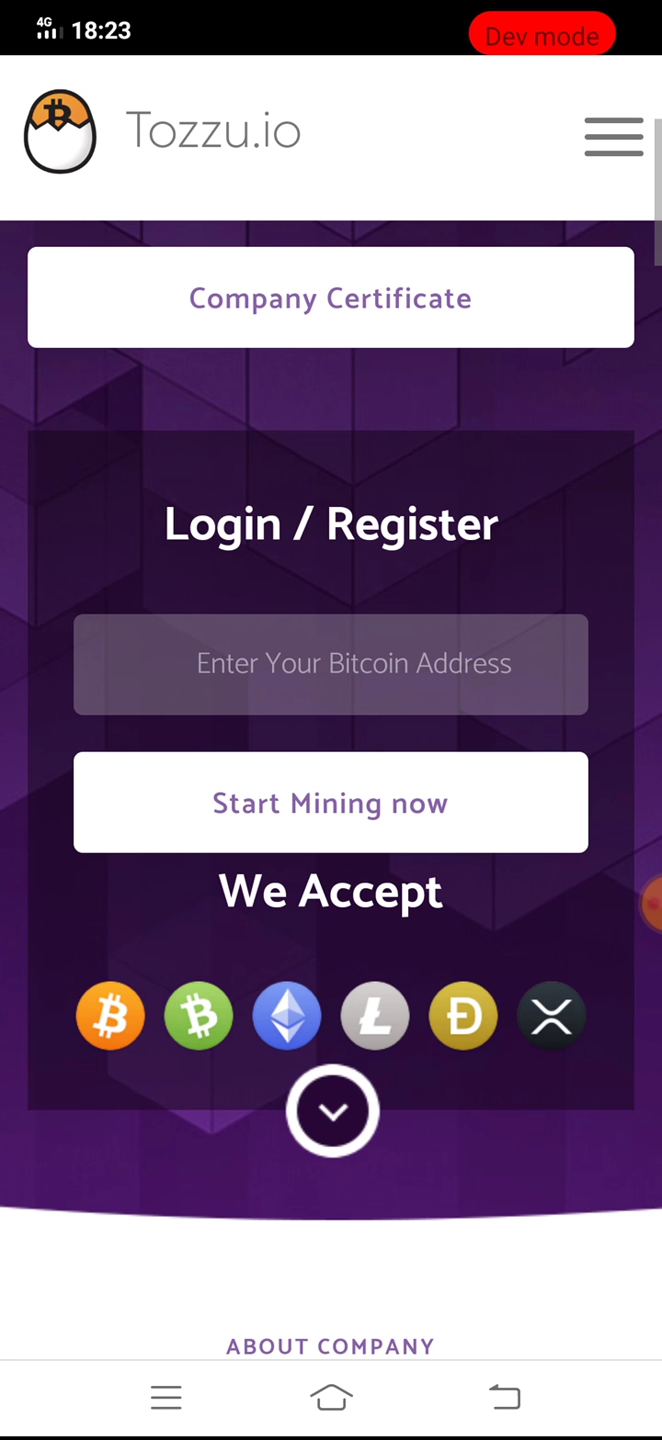 4G
18:23
Dev mode
Tozzu.io
Company Certificate
Login / Register
Enter Your Bitcoin Address
Start Mining now
We Accept
ABOUT COMPANY